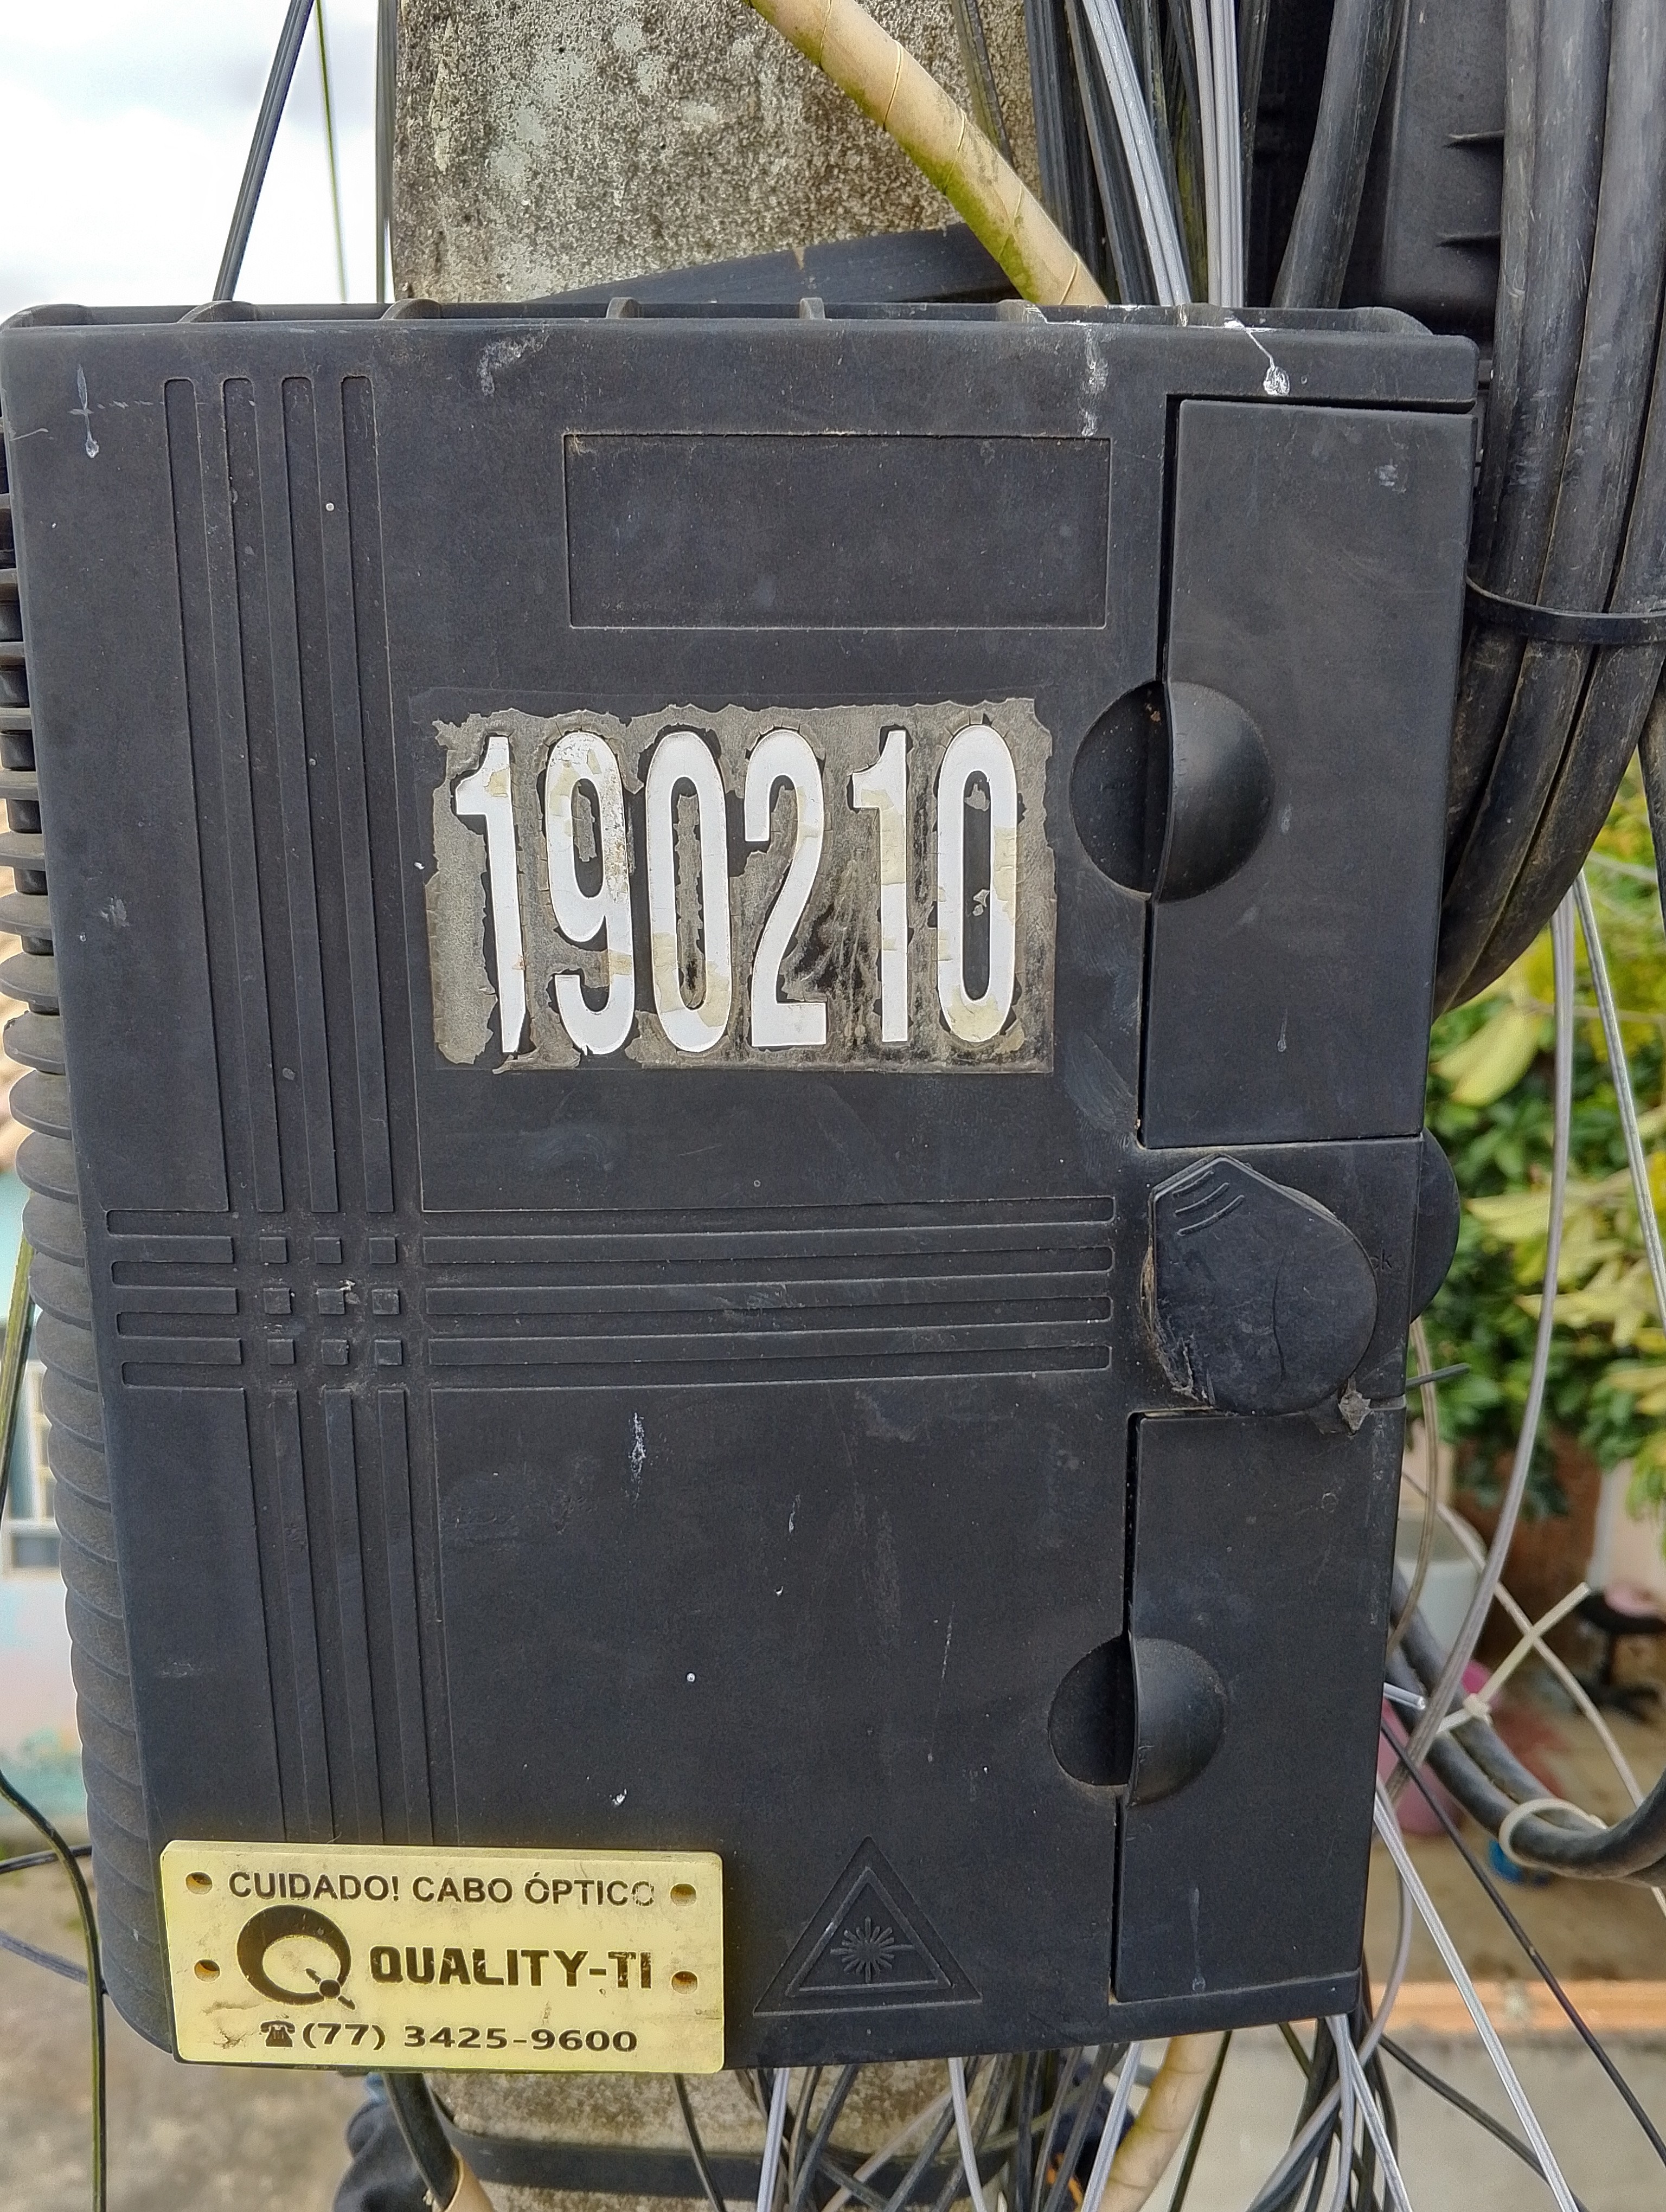 190210
CUIDADO! CABO ÓPTICO
QUALITY-TI
(77) 3425-9600